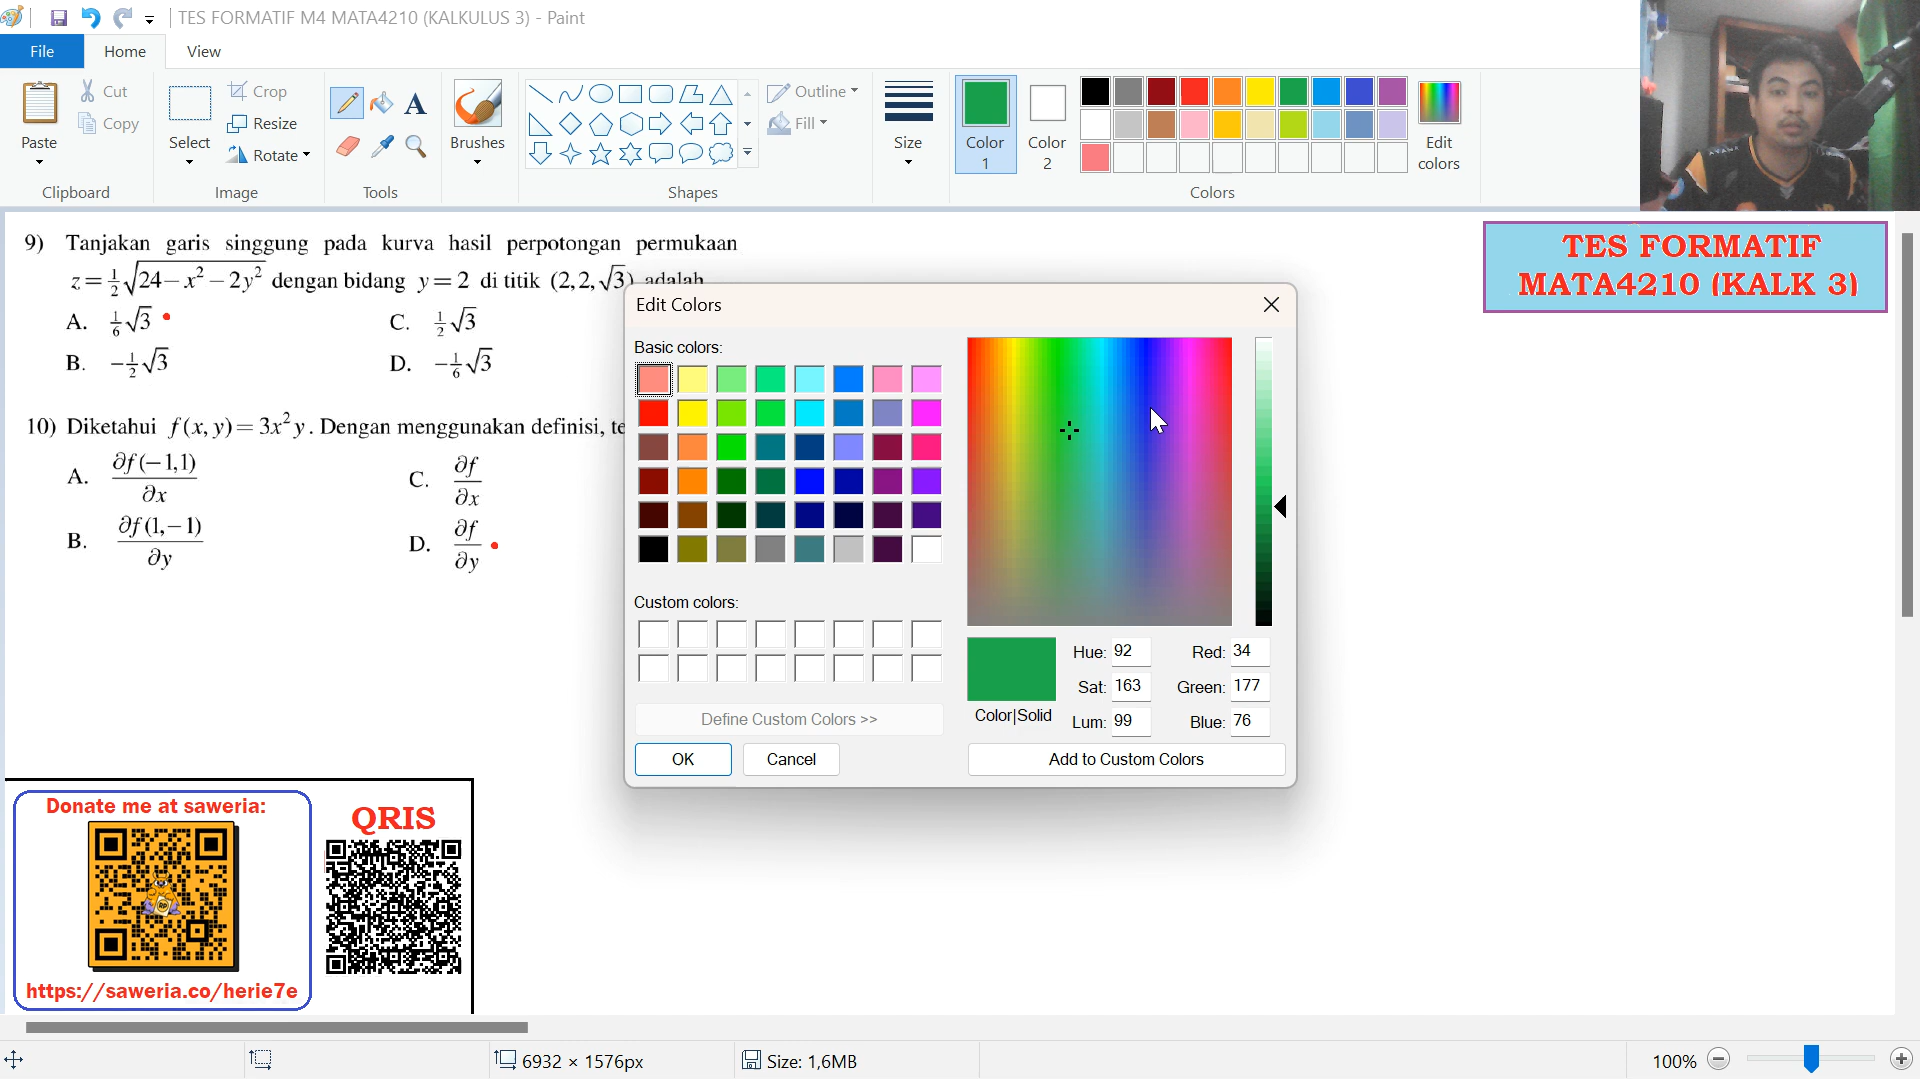 TES FORMATIF M4 MATA4210 (KALKULUS 3) - Paint
File
Home
View
Paste
Cut
Copy
Clipboard
Select
Crop
Resize
Rotate
Image
A
Tools
Brushes
Outline
Fill
Shapes
Size
Color
1
Color
2
Edit
colors
Colors
9) Tanjakan garis singgung pada kurva hasil perpotongan permukaan
z = ½√(24 – x² – 2y²) dengan bidang y = 2 di titik (2, 2, √3) adalah
A. 1/6 √3
C. ½√3
B. –½√3
D. –1/6 √3
10) Diketahui f(x, y) = 3x²y. Dengan menggunakan definisi, te
A. ∂f(–1,1)/∂x
C. ∂f/∂x
B. ∂f(1,–1)/∂y
D. ∂f/∂y
TES FORMATIF
MATA4210 (KALK 3)
Edit Colors
Basic colors:
Custom colors:
Define Custom Colors >>
OK
Cancel
Color|Solid
Hue: 92
Sat: 163
Lum: 99
Red: 34
Green: 177
Blue: 76
Add to Custom Colors
Donate me at saweria:
RP
https://saweria.co/herie7e
QRIS
6932 × 1576px
Size: 1,6MB
100%